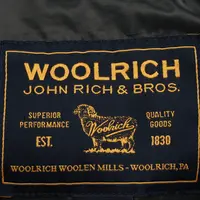 WOOLRICH
JOHN RICH & BROS.
SUPERIOR
PERFORMANCE
QUALITY
GOODS
Woolrich
EST.
1830
WOOLRICH WOOLEN MILLS - WOOLRICH, PA